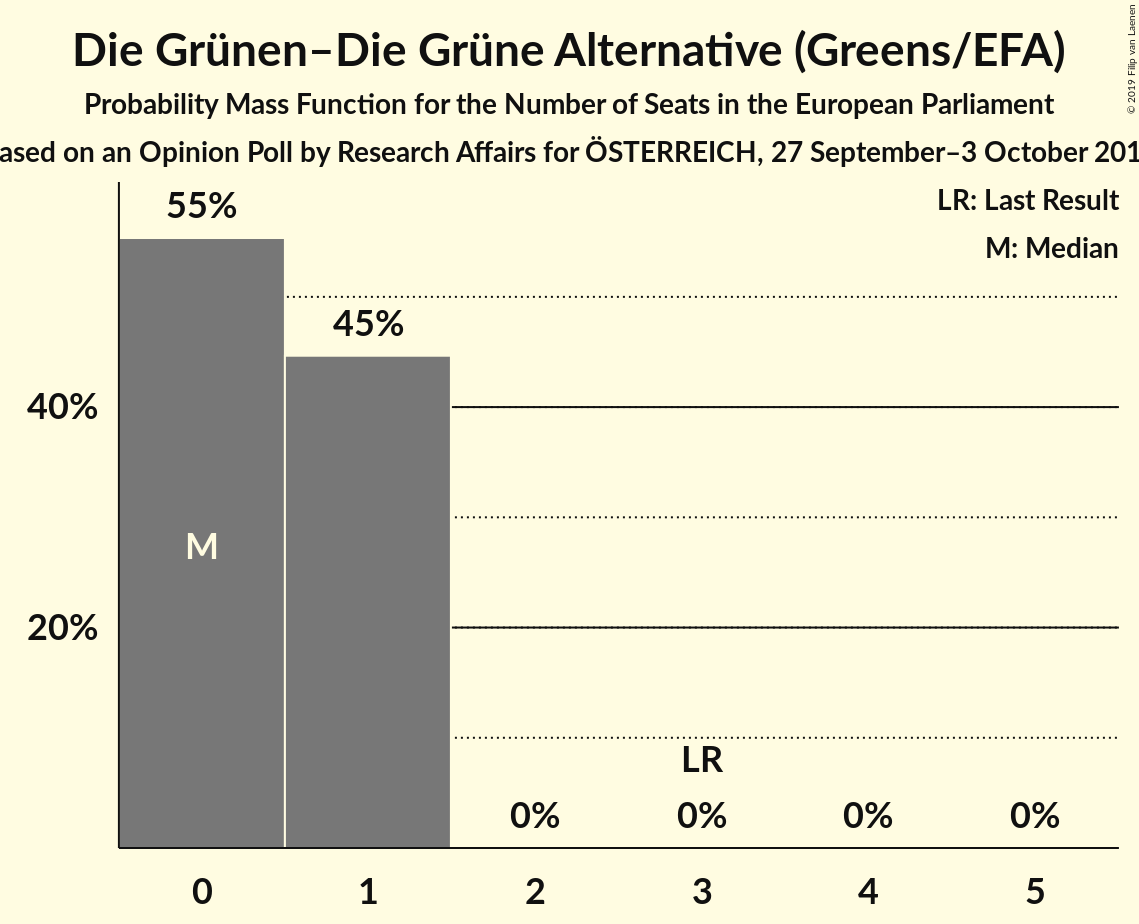 Die Grünen–Die Grüne Alternative (Greens/EFA)
Probability Mass Function for the Number of Seats in the European Parliament
ased on an Opinion Poll by Research Affairs for ÖSTERREICH, 27 September–3 October 201
© 2019 Filip van Laenen
LR: Last Result
M: Median
55%
45%
40%
M
20%
LR
0% 0% 0% 0%
0 1 2 3 4 5